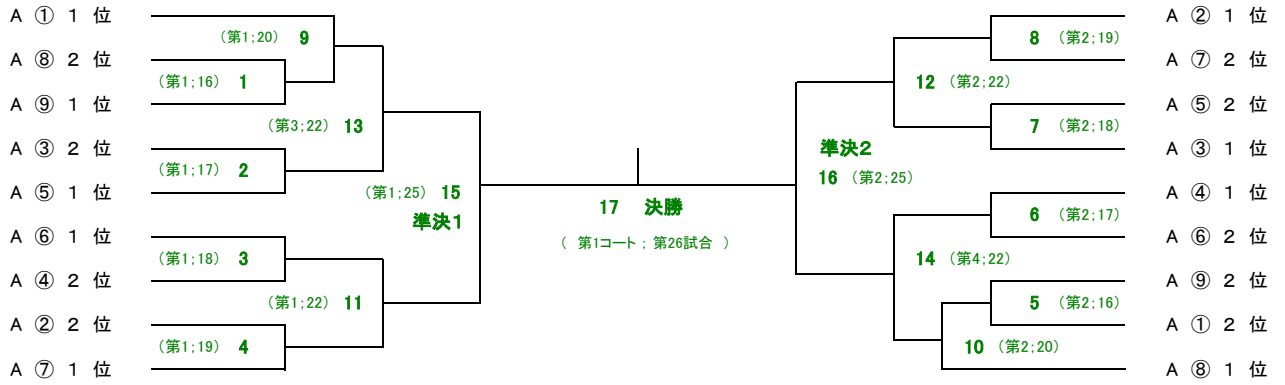 A ① 1 位
A ⑧ 2 位
A ⑨ 1 位
A ③ 2 位
A ⑤ 1 位
A ⑥ 1 位
A ④ 2 位
A ② 2 位
A ⑦ 1 位
(第1;20) 9
(第1;16) 1
(第3;22) 13
(第1;17) 2
(第1;25) 15
準決1
(第1;18) 3
(第1;22) 11
(第1;19) 4
17 決勝
( 第1コート ; 第26試合 )
8 (第2;19)
12 (第2;22)
7 (第2;18)
準決2
16 (第2;25)
6 (第2;17)
14 (第4;22)
5 (第2;16)
10 (第2;20)
A ② 1 位
A ⑦ 2 位
A ⑤ 2 位
A ③ 1 位
A ④ 1 位
A ⑥ 2 位
A ⑨ 2 位
A ① 2 位
A ⑧ 1 位